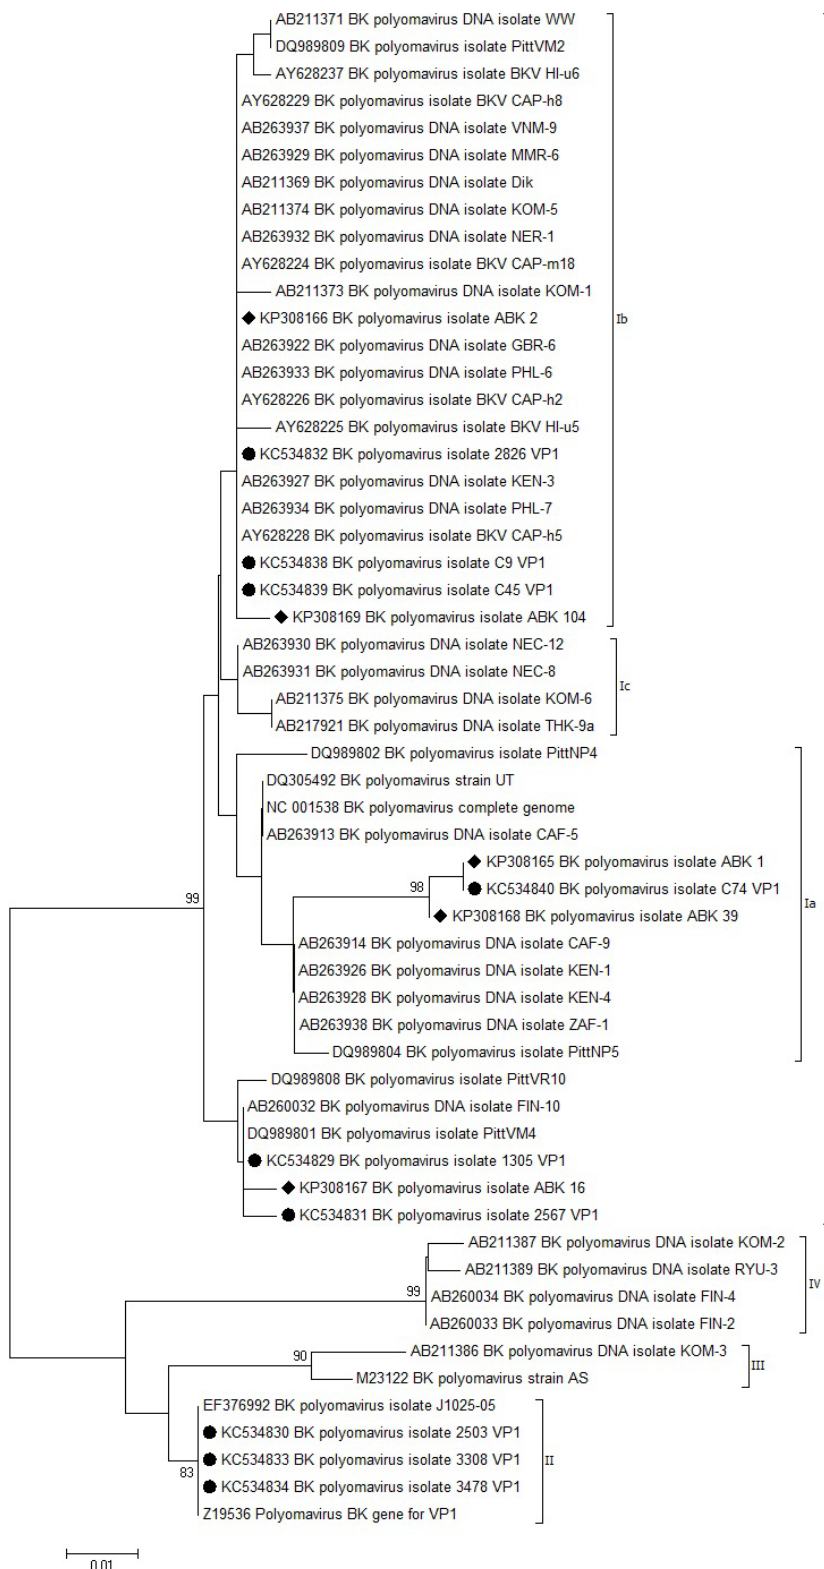 AB211371 BK polyomavirus DNA isolate WW
DQ989809 BK polyomavirus isolate PittVM2
AY628237 BK polyomavirus isolate BKV HI-u6
AY628229 BK polyomavirus isolate BKV CAP-h8
AB263937 BK polyomavirus DNA isolate VNM-9
AB263929 BK polyomavirus DNA isolate MMR-6
AB211369 BK polyomavirus DNA isolate Dik
AB211374 BK polyomavirus DNA isolate KOM-5
AB263932 BK polyomavirus DNA isolate NER-1
AY628224 BK polyomavirus isolate BKV CAP-m18
AB211373 BK polyomavirus DNA isolate KOM-1
KP308166 BK polyomavirus isolate ABK 2
Ib
AB263922 BK polyomavirus DNA isolate GBR-6
AB263933 BK polyomavirus DNA isolate PHL-6
AY628226 BK polyomavirus isolate BKV CAP-h2
AY628225 BK polyomavirus isolate BKV HI-u5
KC534832 BK polyomavirus isolate 2826 VP1
AB263927 BK polyomavirus DNA isolate KEN-3
AB263934 BK polyomavirus DNA isolate PHL-7
AY628228 BK polyomavirus isolate BKV CAP-h5
KC534838 BK polyomavirus isolate C9 VP1
KC534839 BK polyomavirus isolate C45 VP1
KP308169 BK polyomavirus isolate ABK 104
AB263930 BK polyomavirus DNA isolate NEC-12
AB263931 BK polyomavirus DNA isolate NEC-8
Ic
AB211375 BK polyomavirus DNA isolate KOM-6
AB217921 BK polyomavirus DNA isolate THK-9a
DQ989802 BK polyomavirus isolate PittNP4
DQ305492 BK polyomavirus strain UT
NC 001538 BK polyomavirus complete genome
AB263913 BK polyomavirus DNA isolate CAF-5
KP308165 BK polyomavirus isolate ABK 1
98
KC534840 BK polyomavirus isolate C74 VP1
99
Ia
KP308168 BK polyomavirus isolate ABK 39
AB263914 BK polyomavirus DNA isolate CAF-9
AB263926 BK polyomavirus DNA isolate KEN-1
AB263928 BK polyomavirus DNA isolate KEN-4
AB263938 BK polyomavirus DNA isolate ZAF-1
DQ989804 BK polyomavirus isolate PittNP5
DQ989808 BK polyomavirus isolate PittVR10
AB260032 BK polyomavirus DNA isolate FIN-10
DQ989801 BK polyomavirus isolate PittVM4
KC534829 BK polyomavirus isolate 1305 VP1
KP308167 BK polyomavirus isolate ABK 16
KC534831 BK polyomavirus isolate 2567 VP1
AB211387 BK polyomavirus DNA isolate KOM-2
AB211389 BK polyomavirus DNA isolate RYU-3
IV
99
AB260034 BK polyomavirus DNA isolate FIN-4
AB260033 BK polyomavirus DNA isolate FIN-2
90
AB211386 BK polyomavirus DNA isolate KOM-3
III
M23122 BK polyomavirus strain AS
EF376992 BK polyomavirus isolate J1025-05
KC534830 BK polyomavirus isolate 2503 VP1
KC534833 BK polyomavirus isolate 3308 VP1
II
83
KC534834 BK polyomavirus isolate 3478 VP1
Z19536 Polyomavirus BK gene for VP1
0.01